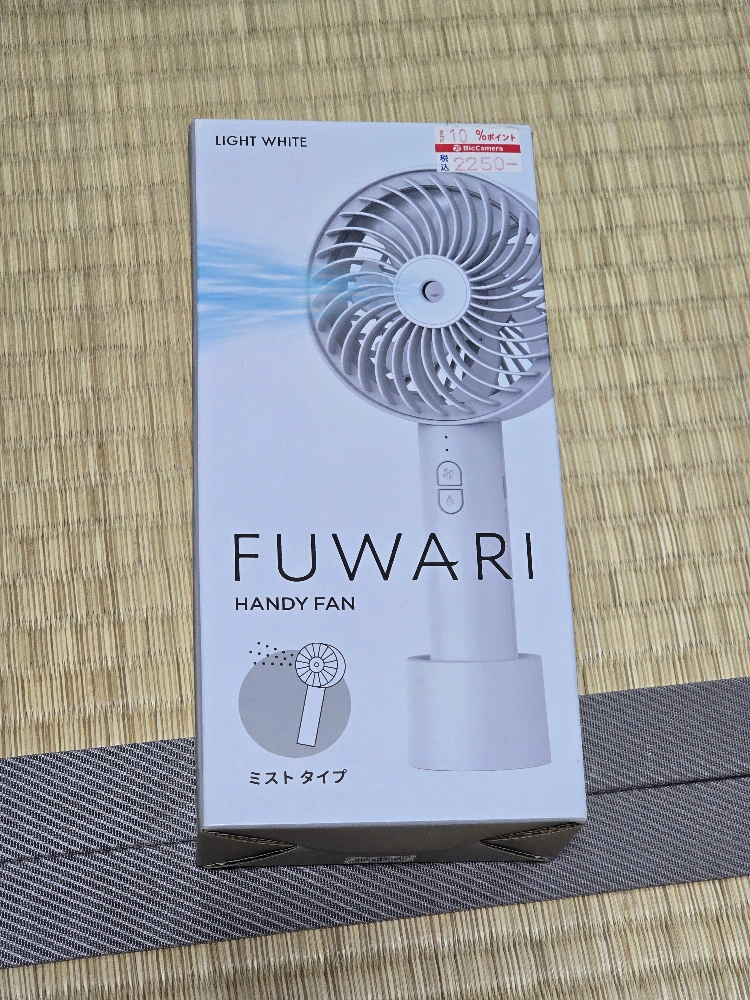 LIGHT WHITE
10 %ポイント
BicCamera
税込 2250-
FUWARI
HANDY FAN
ミスト タイプ